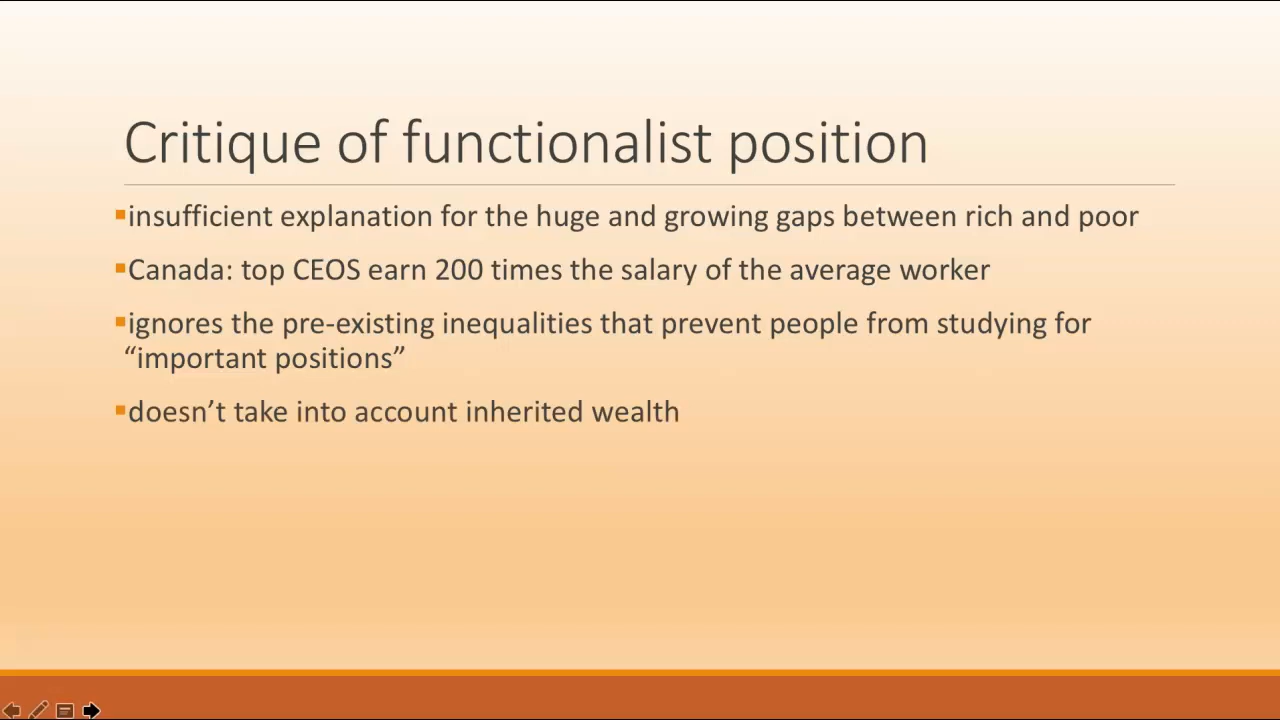 Critique of functionalist position
▪insufficient explanation for the huge and growing gaps between rich and poor
▪Canada: top CEOS earn 200 times the salary of the average worker
▪ignores the pre-existing inequalities that prevent people from studying for
“important positions”
▪doesn’t take into account inherited wealth